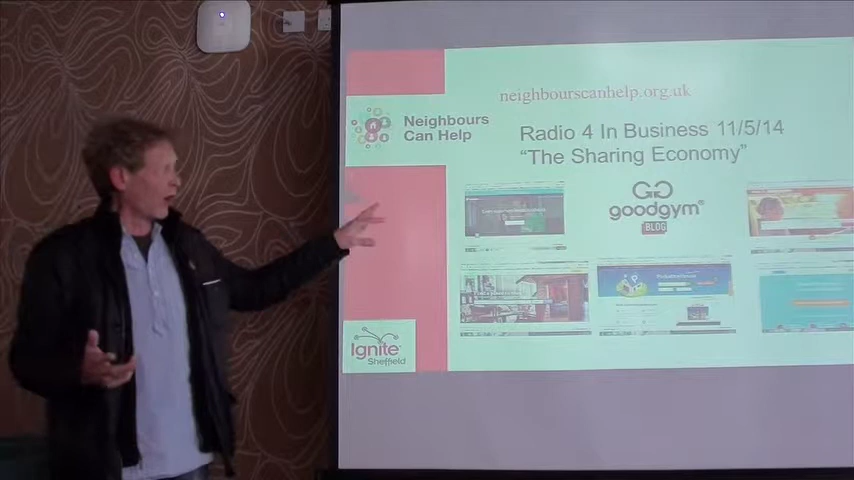 neighbourscanhelp.org.uk
Neighbours
Can Help
Radio 4 In Business 11/5/14
“The Sharing Economy”
GG
goodgym
BLOG
Ignite
Sheffield